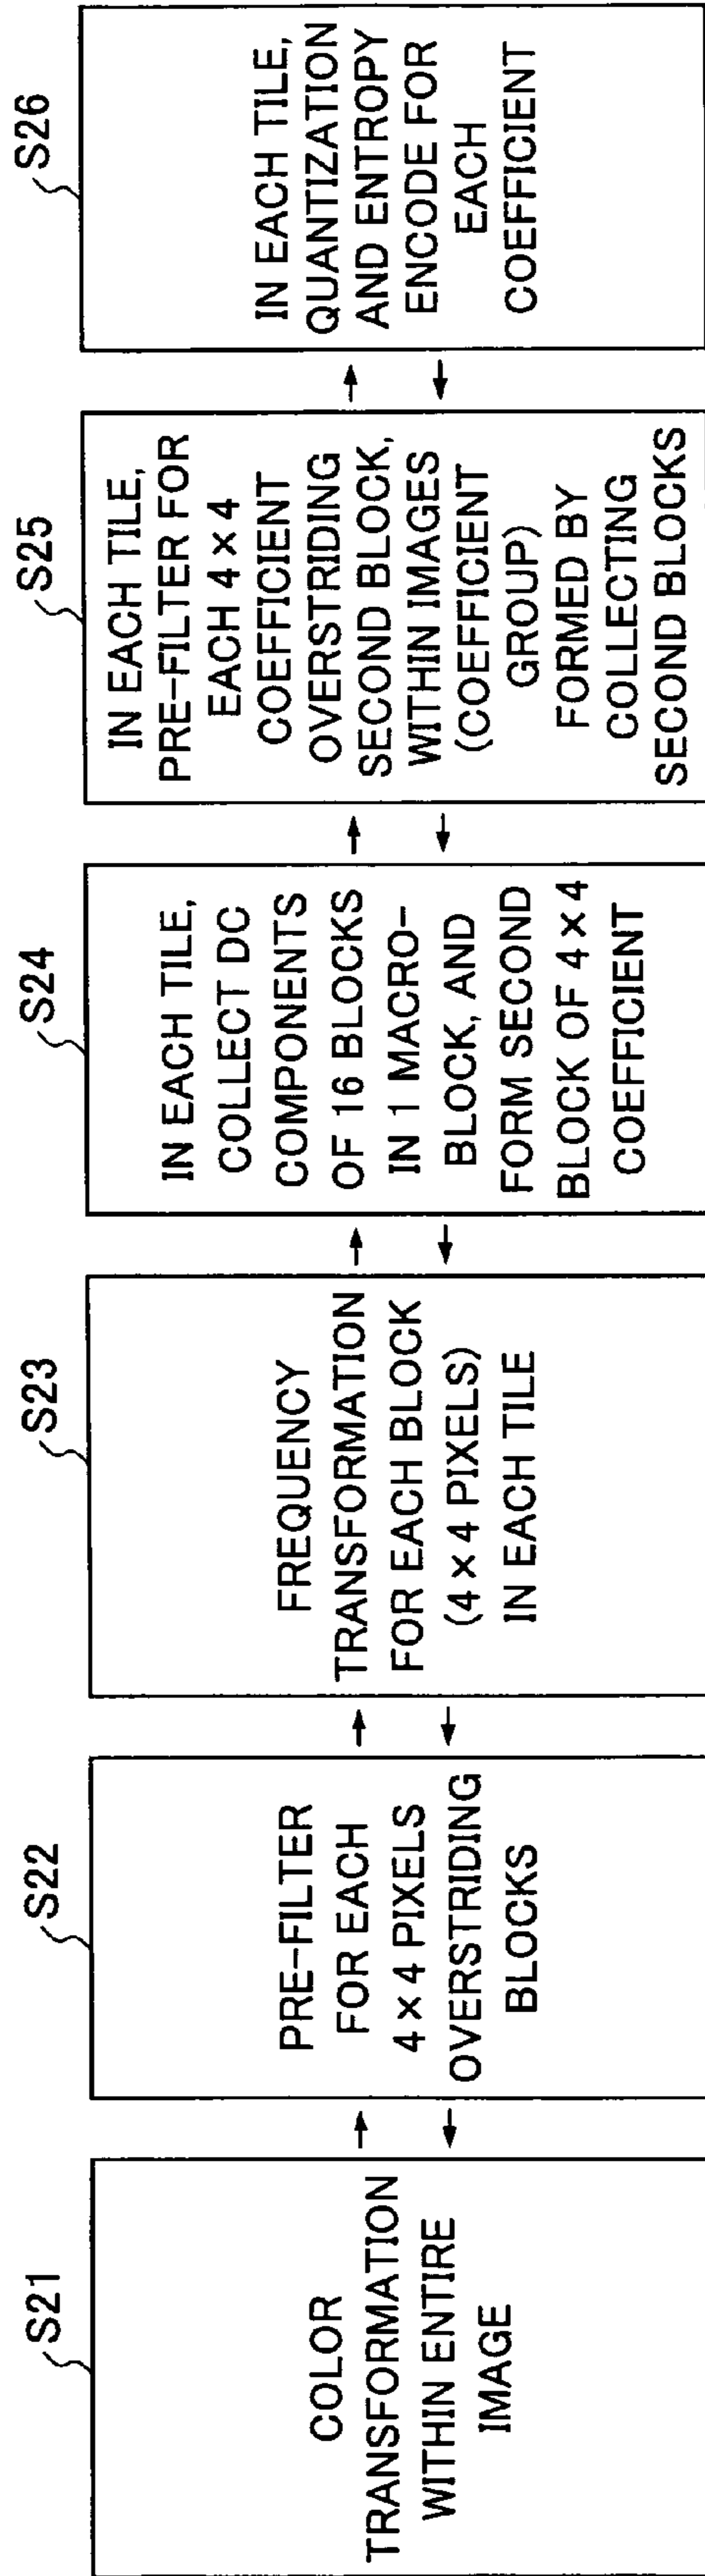 S21
COLOR
TRANSFORMATION
WITHIN ENTIRE
IMAGE
S22
PRE-FILTER
FOR EACH
4 × 4 PIXELS
OVERSTRIDING
BLOCKS
S23
FREQUENCY
TRANSFORMATION
FOR EACH BLOCK
(4 × 4 PIXELS)
IN EACH TILE
S24
IN EACH TILE,
COLLECT DC
COMPONENTS
OF 16 BLOCKS
IN 1 MACRO-
BLOCK, AND
FORM SECOND
BLOCK OF 4 × 4
COEFFICIENT
S25
IN EACH TILE,
PRE-FILTER FOR
EACH 4 × 4
COEFFICIENT
OVERSTRIDING
SECOND BLOCK,
WITHIN IMAGES
(COEFFICIENT
GROUP)
FORMED BY
COLLECTING
SECOND BLOCKS
S26
IN EACH TILE,
QUANTIZATION
AND ENTROPY
ENCODE FOR
EACH
COEFFICIENT